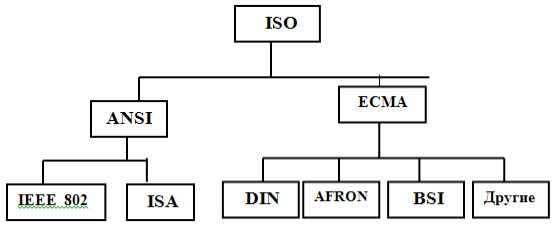 ISO
ANSI
ECMA
IEEE 802
ISA
DIN
AFRON
BSI
Другие